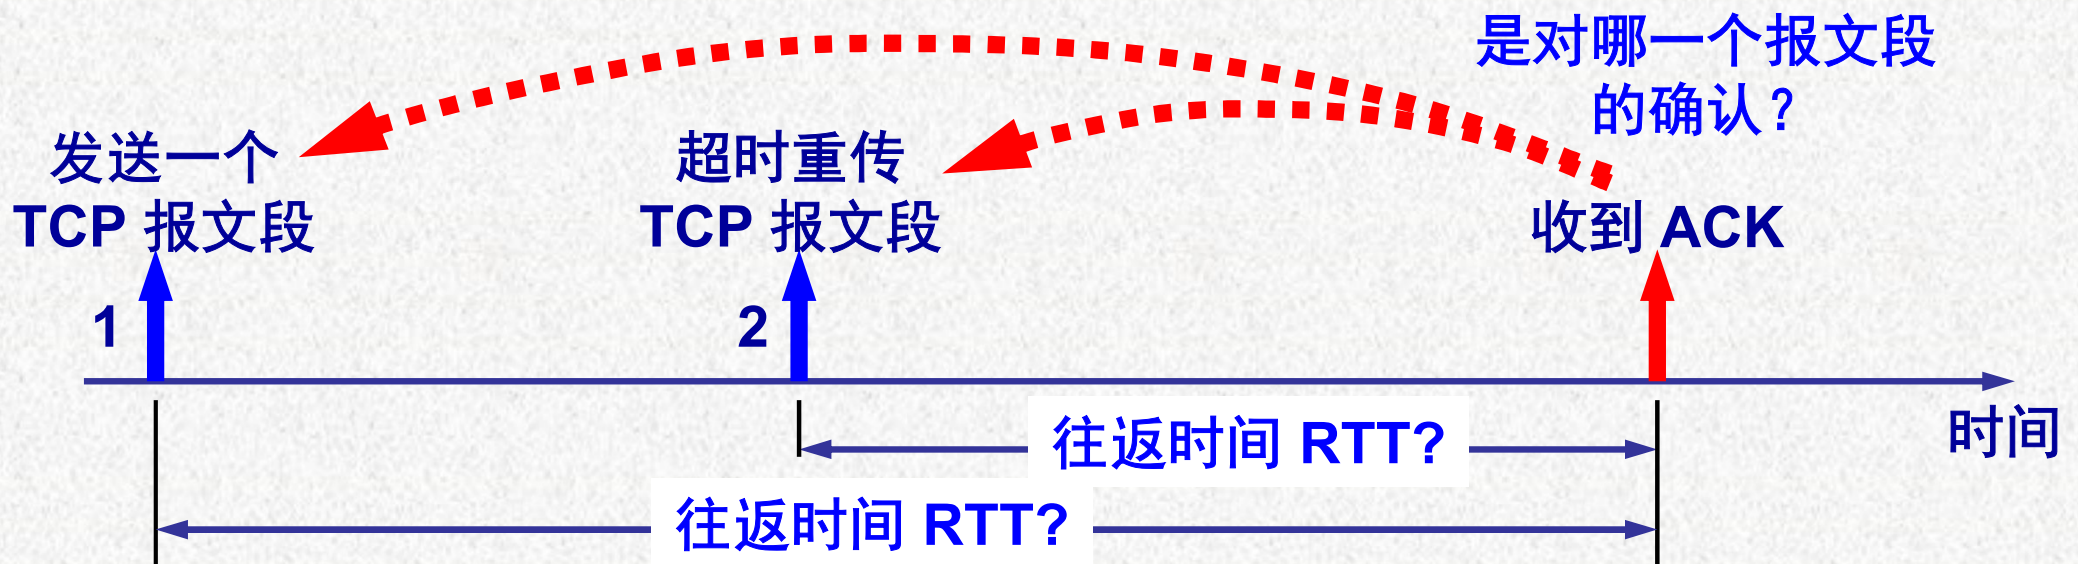 是对哪一个报文段
的确认？
发送一个
TCP 报文段
超时重传
TCP 报文段
收到 ACK
1
2
时间
往返时间 RTT?
往返时间 RTT?